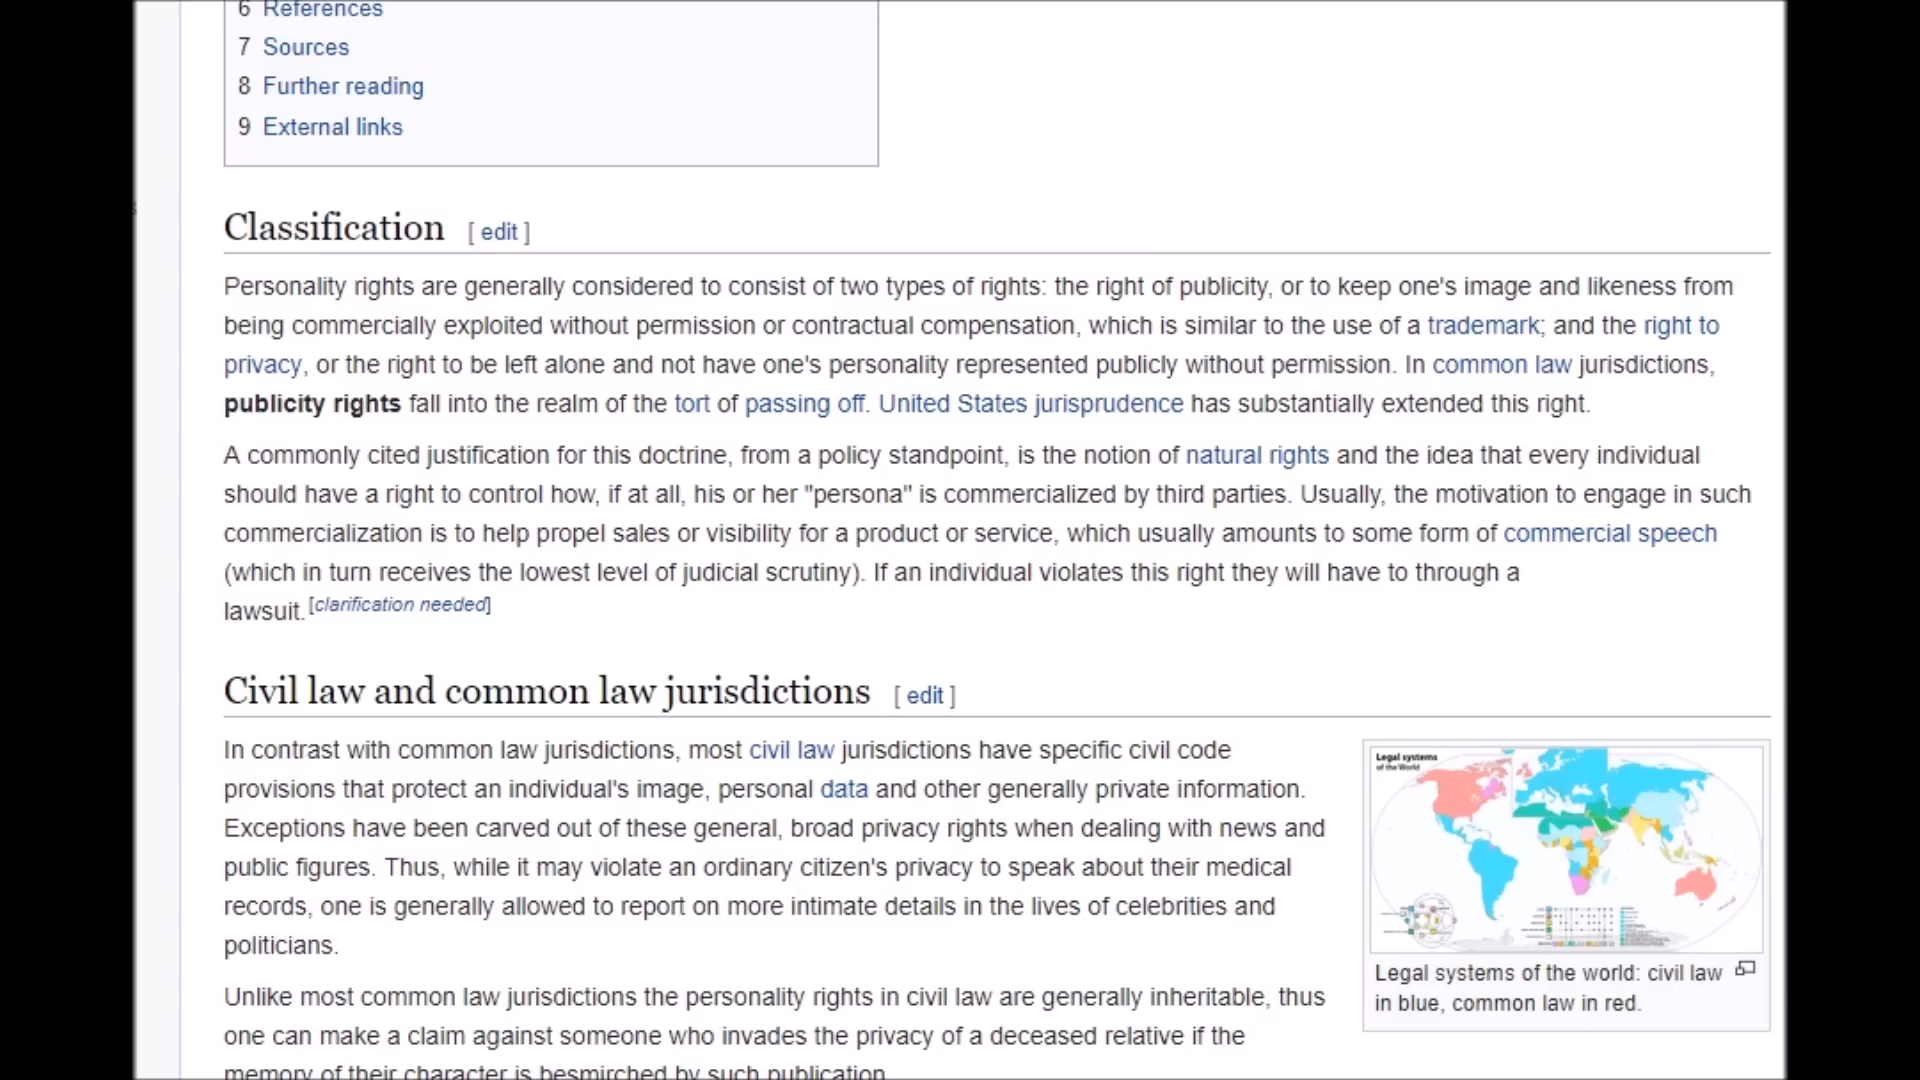 6 References
7 Sources
8 Further reading
9 External links
Classification [ edit ]
Personality rights are generally considered to consist of two types of rights: the right of publicity, or to keep one's image and likeness from
being commercially exploited without permission or contractual compensation, which is similar to the use of a trademark; and the right to
privacy, or the right to be left alone and not have one's personality represented publicly without permission. In common law jurisdictions,
publicity rights fall into the realm of the tort of passing off. United States jurisprudence has substantially extended this right.
A commonly cited justification for this doctrine, from a policy standpoint, is the notion of natural rights and the idea that every individual
should have a right to control how, if at all, his or her "persona" is commercialized by third parties. Usually, the motivation to engage in such
commercialization is to help propel sales or visibility for a product or service, which usually amounts to some form of commercial speech
(which in turn receives the lowest level of judicial scrutiny). If an individual violates this right they will have to through a
lawsuit.[clarification needed]
Civil law and common law jurisdictions [ edit ]
In contrast with common law jurisdictions, most civil law jurisdictions have specific civil code
provisions that protect an individual's image, personal data and other generally private information.
Exceptions have been carved out of these general, broad privacy rights when dealing with news and
public figures. Thus, while it may violate an ordinary citizen's privacy to speak about their medical
records, one is generally allowed to report on more intimate details in the lives of celebrities and
politicians.
Unlike most common law jurisdictions the personality rights in civil law are generally inheritable, thus
one can make a claim against someone who invades the privacy of a deceased relative if the
memory of their character is besmirched by such publication.
Legal systems
of the World
Legal systems of the world: civil law
in blue, common law in red.